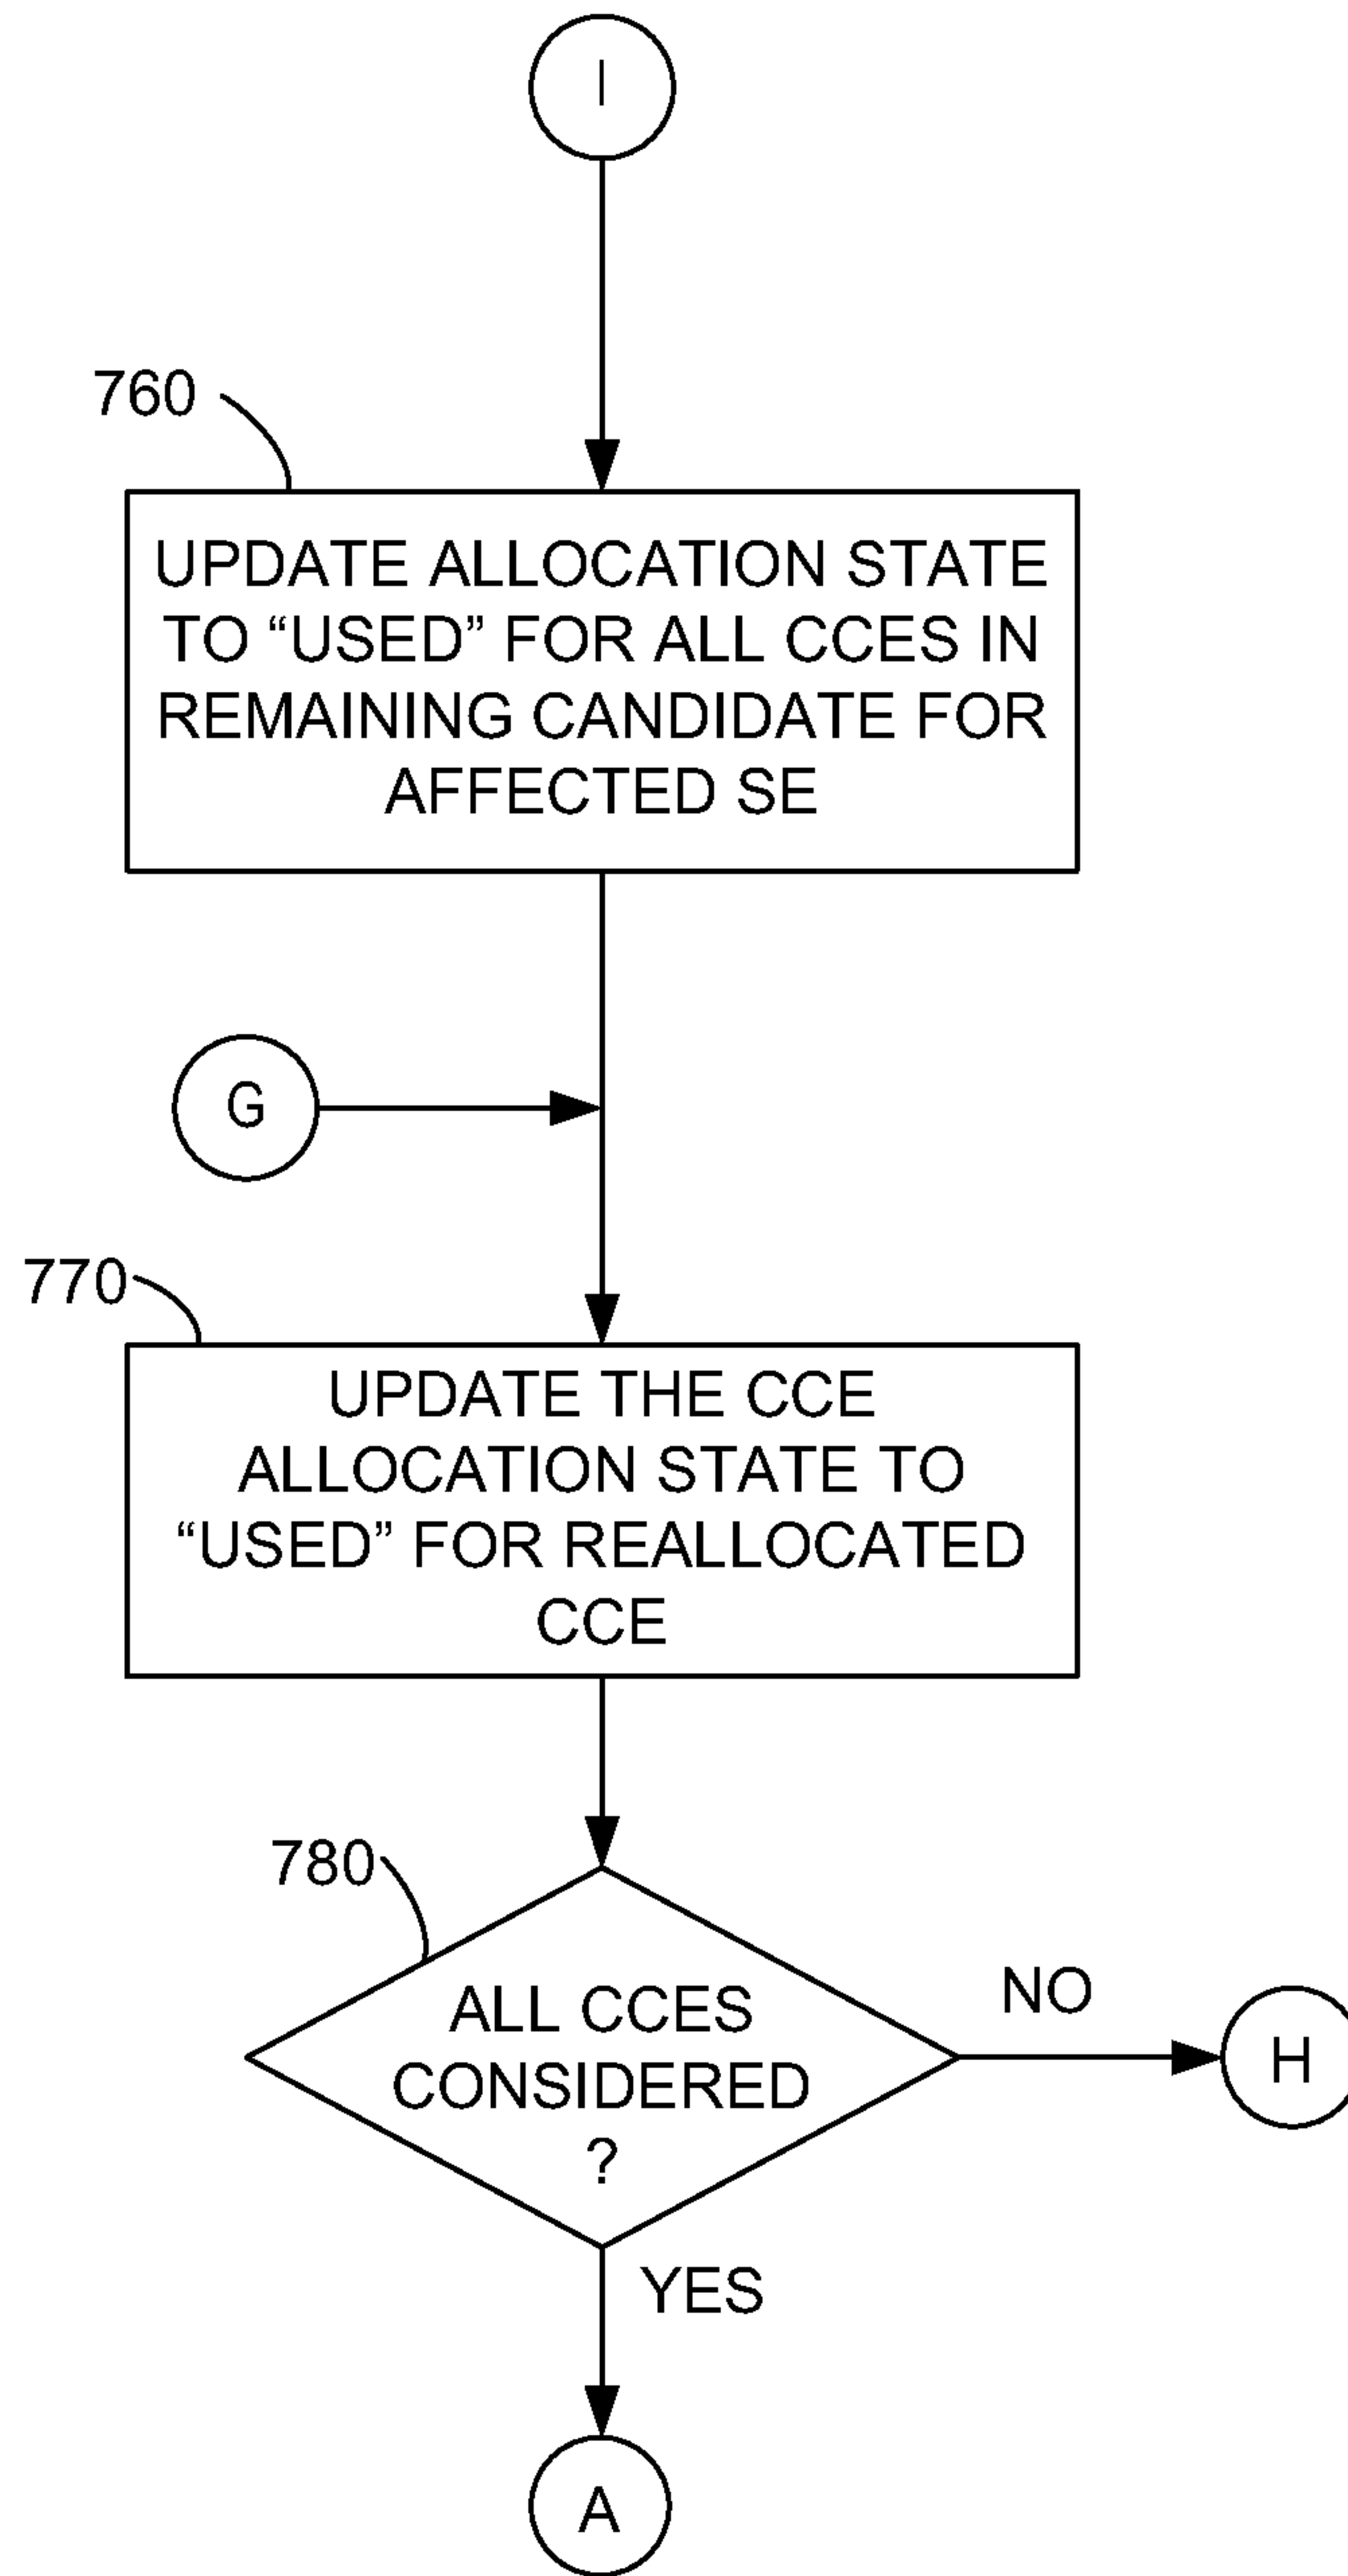 I
760
UPDATE ALLOCATION STATE
TO “USED” FOR ALL CCES IN
REMAINING CANDIDATE FOR
AFFECTED SE
G
770
UPDATE THE CCE
ALLOCATION STATE TO
“USED” FOR REALLOCATED
CCE
780
ALL CCES
CONSIDERED
?
NO
H
YES
A